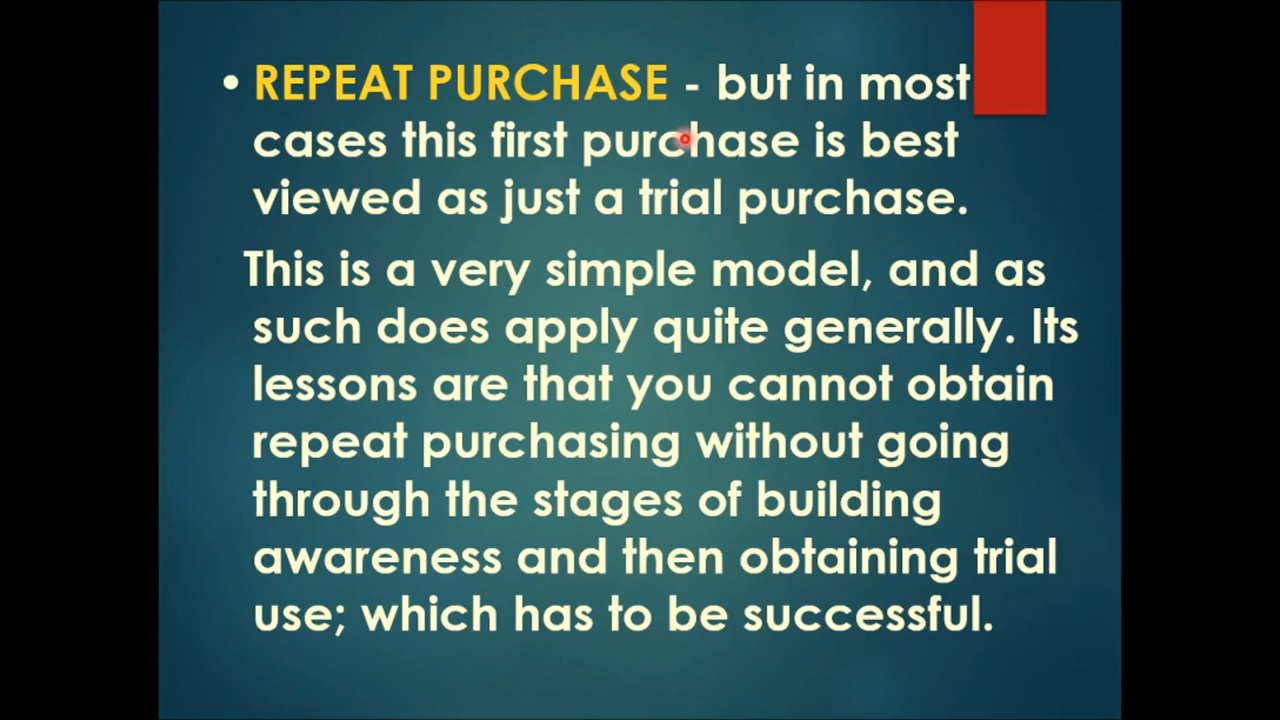 • REPEAT PURCHASE - but in most
cases this first purchase is best
viewed as just a trial purchase.
This is a very simple model, and as
such does apply quite generally. Its
lessons are that you cannot obtain
repeat purchasing without going
through the stages of building
awareness and then obtaining trial
use; which has to be successful.